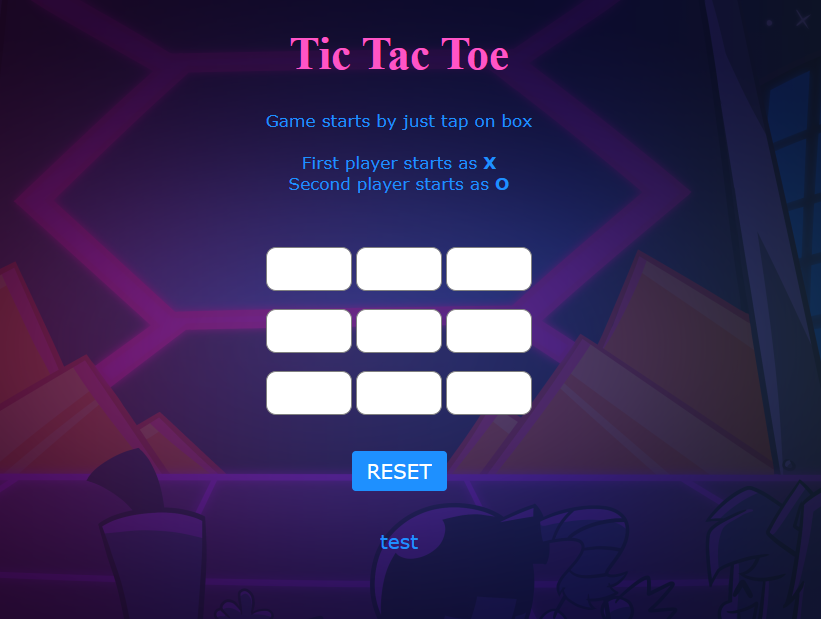 Tic Tac Toe
Game starts by just tap on box
First player starts as X
Second player starts as O
RESET
test